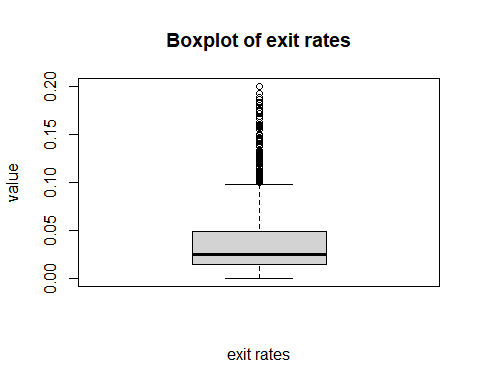 Boxplot of exit rates
value
0.20
0.15
0.10
0.05
0.00
exit rates